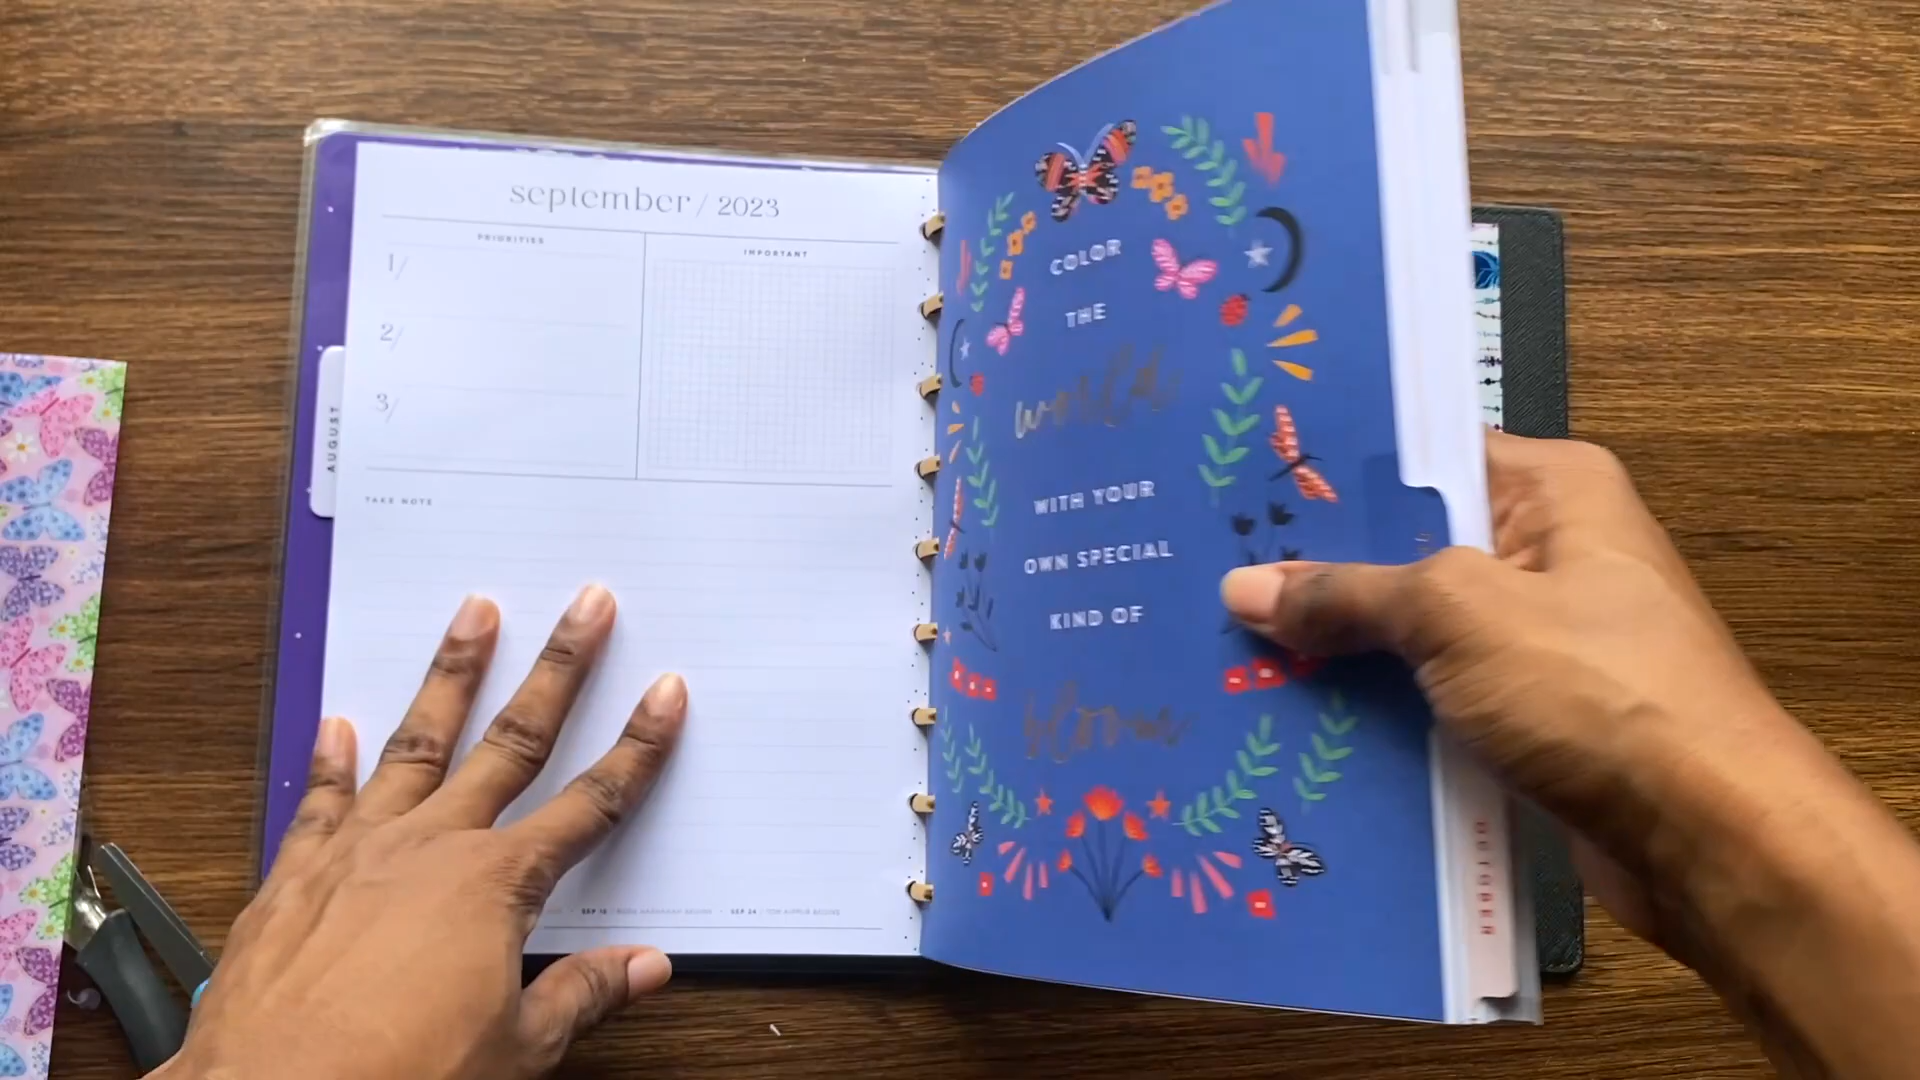 september / 2023
PRIORITIES
IMPORTANT
1/
2/
3/
TAKE NOTE
AUGUST
COLOR
THE
world
WITH YOUR
OWN SPECIAL
KIND OF
bloom
OCTOBER